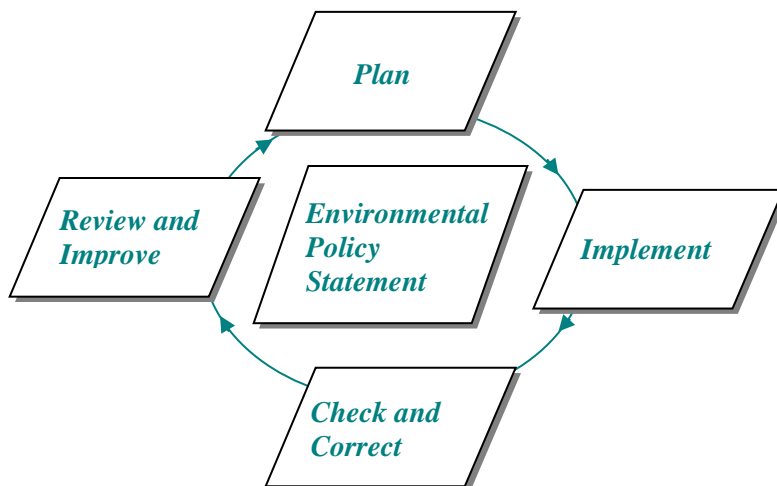 Plan
Review and
Improve
Environmental
Policy
Statement
Implement
Check and
Correct